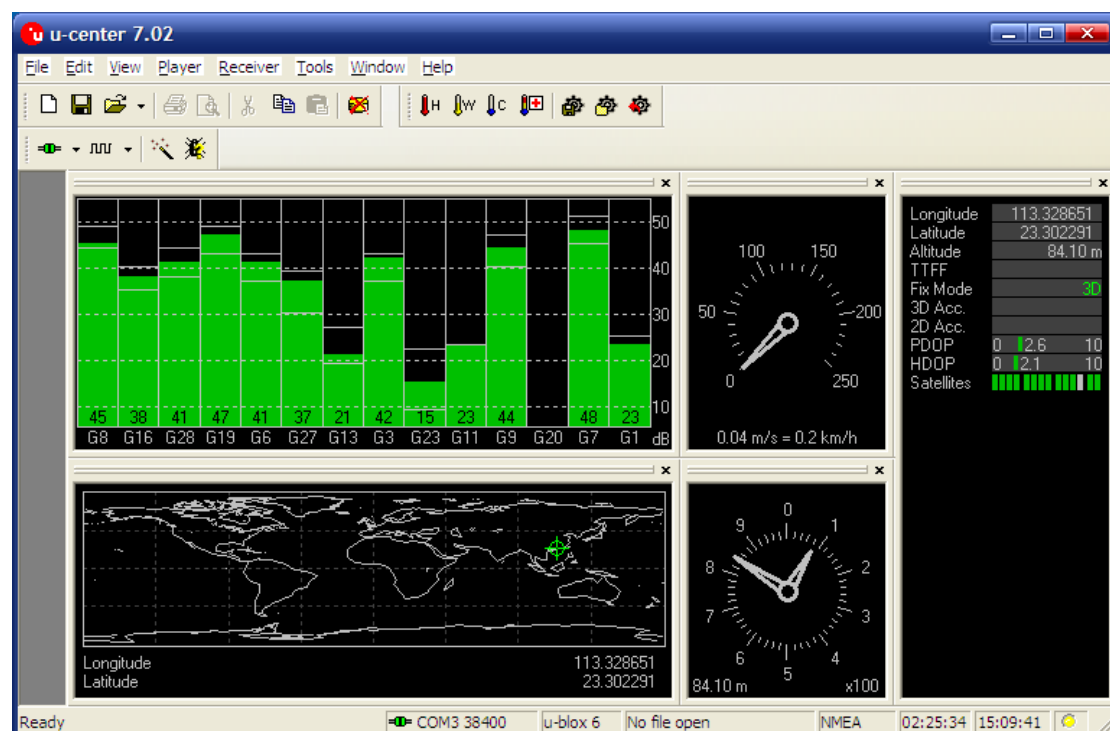 u-center 7.02
File Edit View Player Receiver Tools Window Help
H W C
50
40
30
20
10
45 38 41 47 41 37 21 42 15 23 44 48 23
G8 G16 G28 G19 G6 G27 G13 G3 G23 G11 G9 G20 G7 G1 dB
0 50 100 150 200 250
0.04 m/s = 0.2 km/h
Longitude 113.328651
Latitude 23.302291
Altitude 84.10 m
TTFF
Fix Mode 3D
3D Acc.
2D Acc.
PDOP 0 2.6 10
HDOP 0 2.1 10
Satellites
Longitude 113.328651
Latitude 23.302291
0 1 2 3 4 5 6 7 8 9
84.10 m x100
Ready COM3 38400 u-blox 6 No file open NMEA 02:25:34 15:09:41